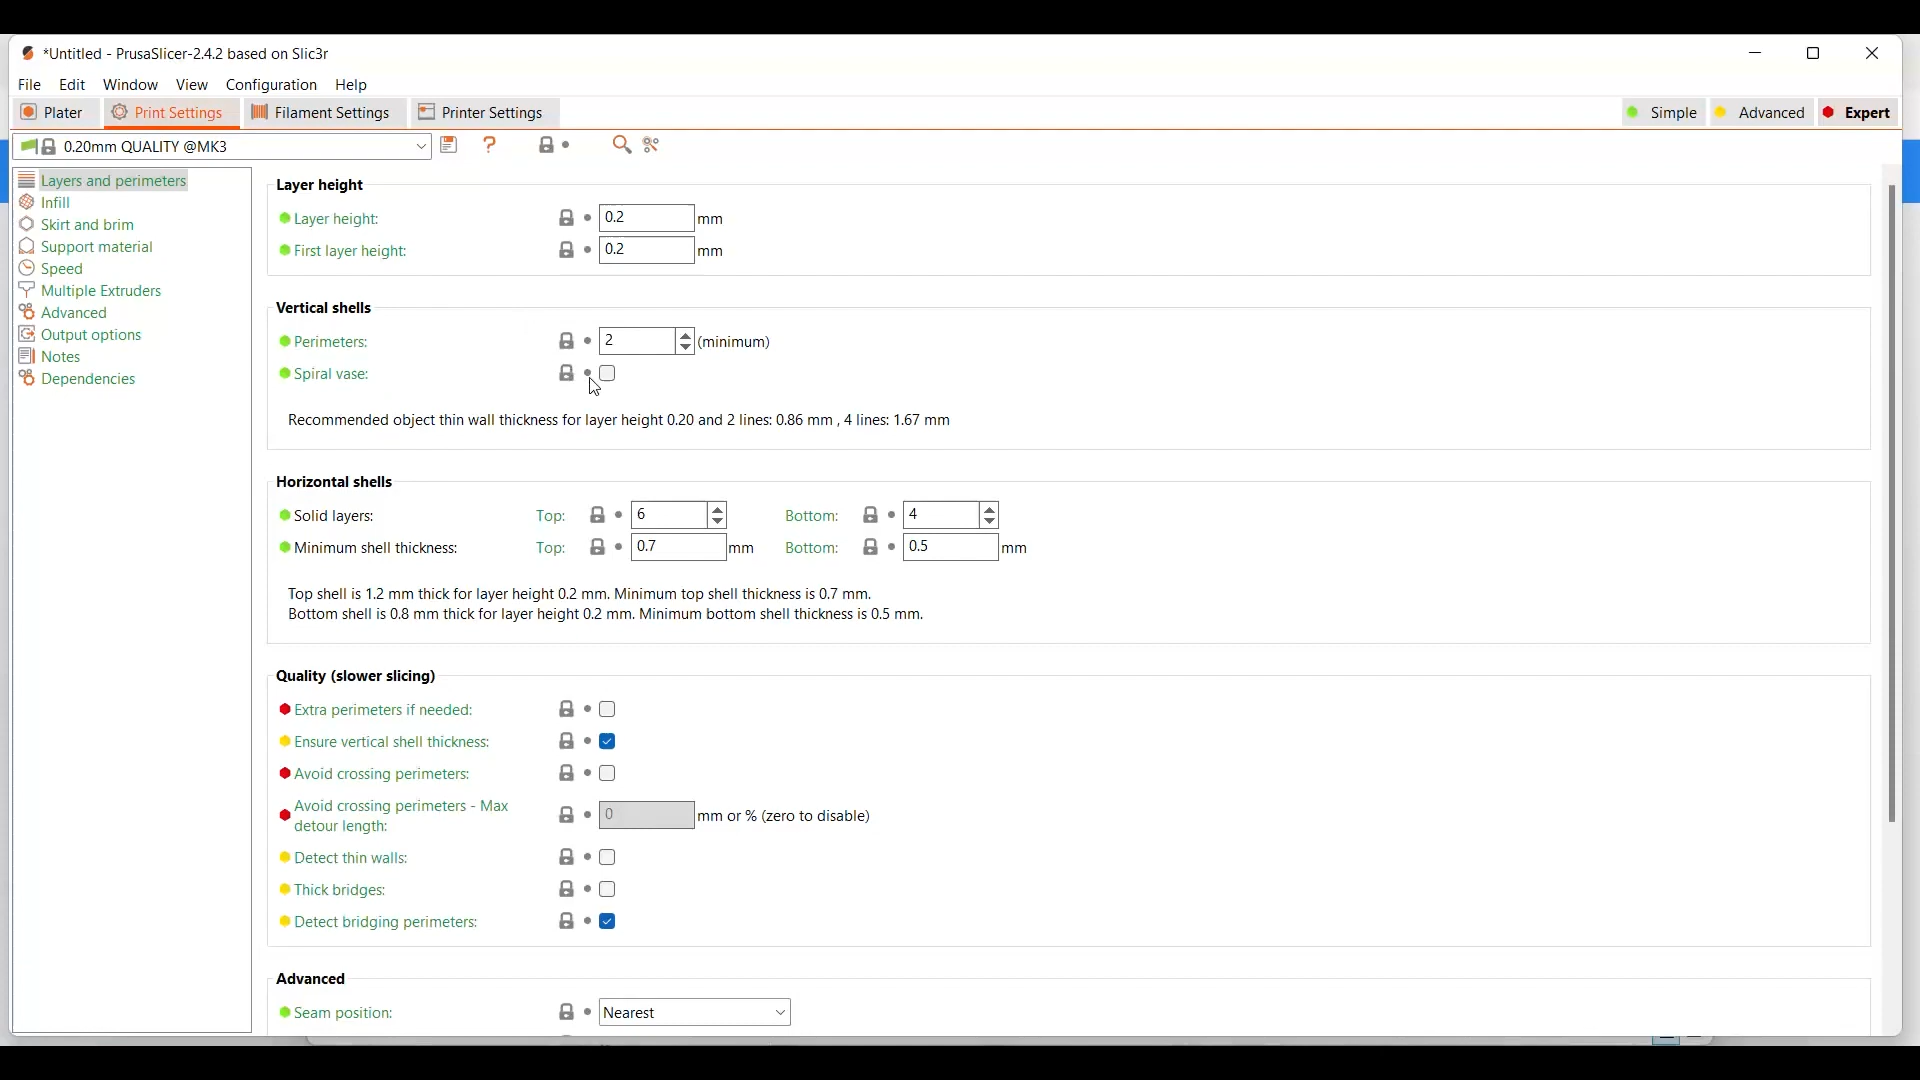 *Untitled - PrusaSlicer-2.4.2 based on Slic3r
File Edit Window View Configuration Help
Plater Print Settings Filament Settings Printer Settings Simple Advanced Expert
0.20mm QUALITY @MK3
Layers and perimeters
Infill
Skirt and brim
Support material
Speed
Multiple Extruders
Advanced
Output options
Notes
Dependencies
Layer height
Layer height: 0.2 mm
First layer height: 0.2 mm
Vertical shells
Perimeters: 2 (minimum)
Spiral vase:
Recommended object thin wall thickness for layer height 0.20 and 2 lines: 0.86 mm , 4 lines: 1.67 mm
Horizontal shells
Solid layers: Top: 6 Bottom: 4
Minimum shell thickness: Top: 0.7 mm Bottom: 0.5 mm
Top shell is 1.2 mm thick for layer height 0.2 mm. Minimum top shell thickness is 0.7 mm.
Bottom shell is 0.8 mm thick for layer height 0.2 mm. Minimum bottom shell thickness is 0.5 mm.
Quality (slower slicing)
Extra perimeters if needed:
Ensure vertical shell thickness:
Avoid crossing perimeters:
Avoid crossing perimeters - Max
detour length: 0 mm or % (zero to disable)
Detect thin walls:
Thick bridges:
Detect bridging perimeters:
Advanced
Seam position: Nearest